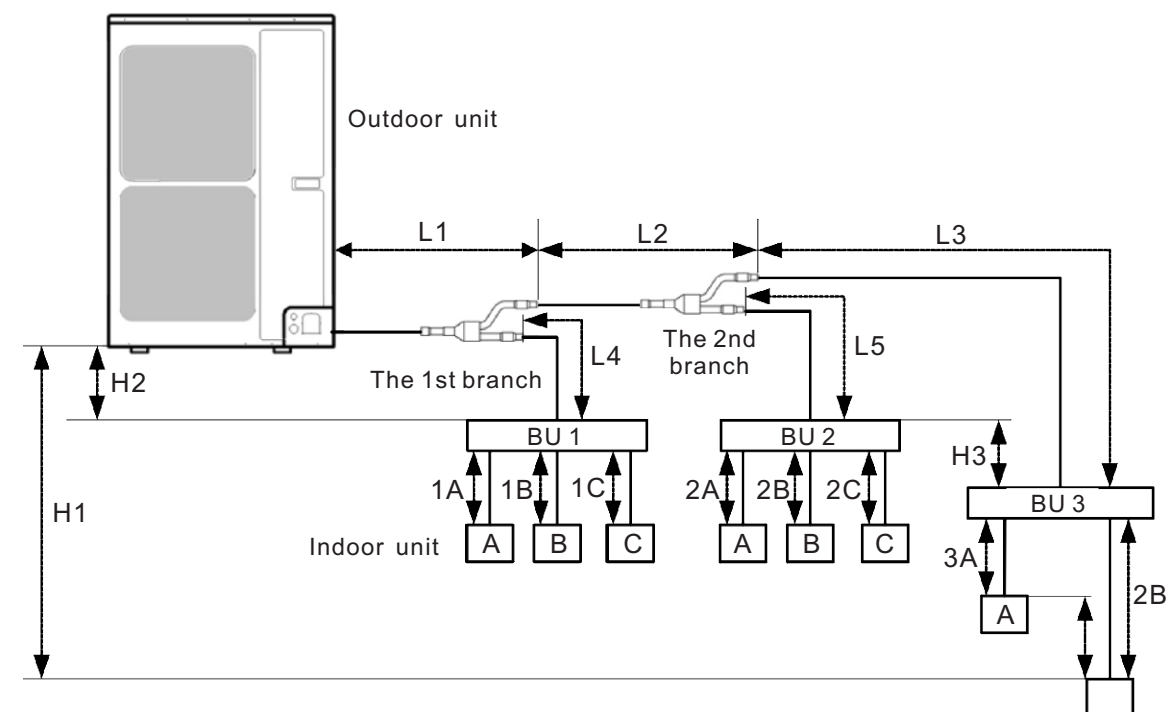 Outdoor unit
L1
L2
L3
The 1st branch
L4
The 2nd
branch
L5
H2
BU 1
BU 2
H3
BU 3
H1
1A
1B
1C
2A
2B
2C
3A
2B
Indoor unit
A
B
C
A
B
C
A